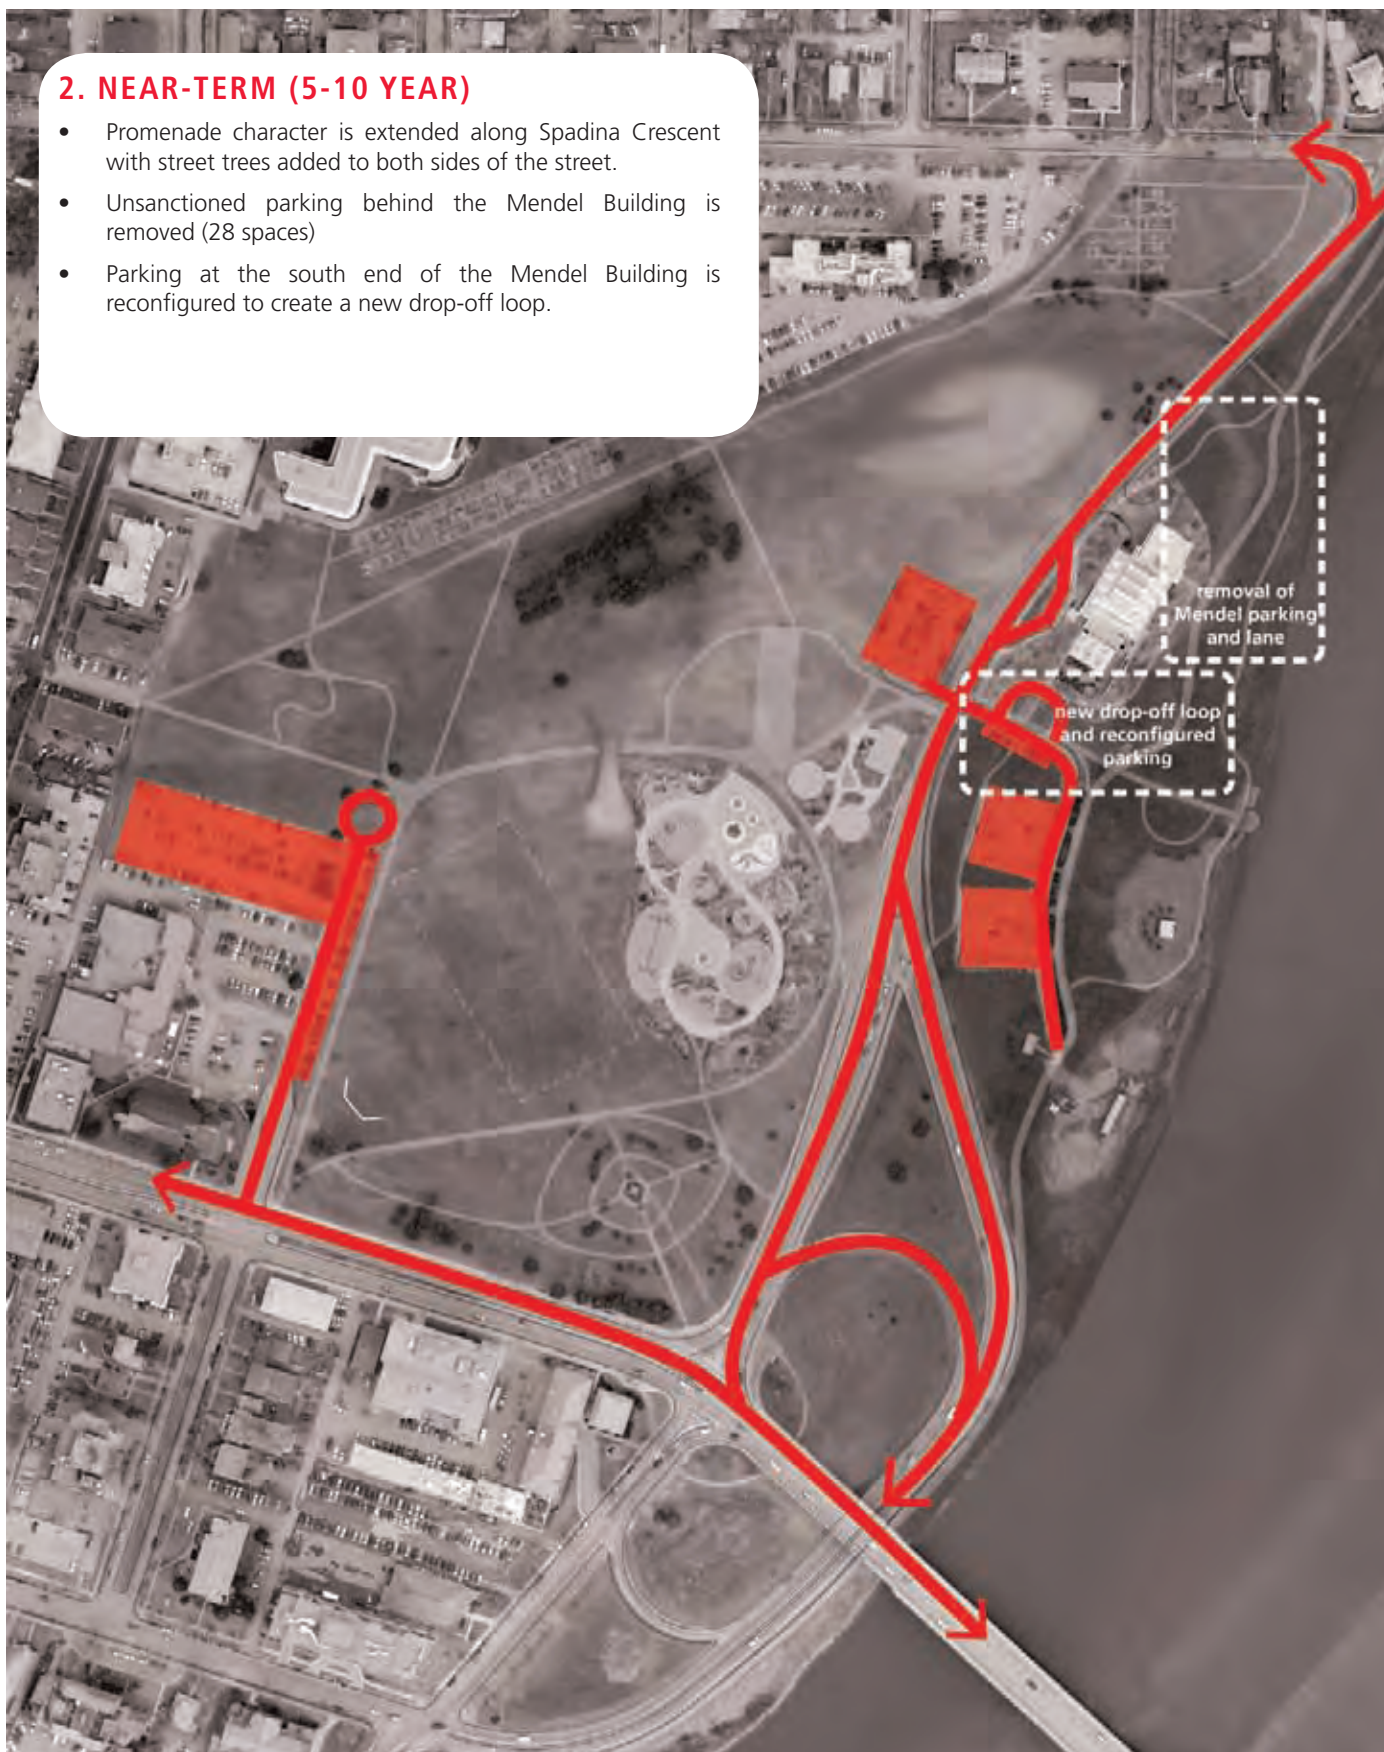 2. NEAR-TERM (5-10 YEAR)
• Promenade character is extended along Spadina Crescent
with street trees added to both sides of the street.
• Unsanctioned parking behind the Mendel Building is
removed (28 spaces)
• Parking at the south end of the Mendel Building is
reconfigured to create a new drop-off loop.
removal of
Mendel parking
and lane
new drop-off loop
and reconfigured
parking